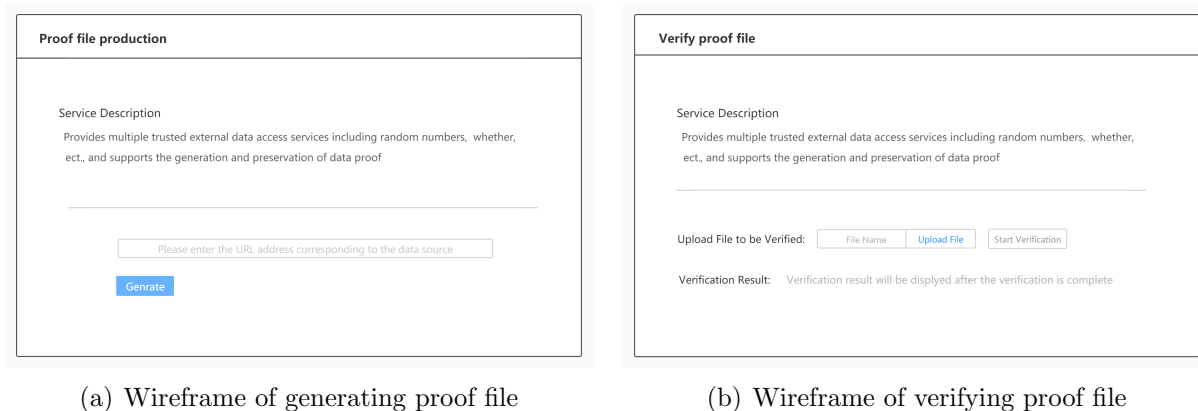 Proof file production
Service Description
Provides multiple trusted external data access services including random numbers, whether,
ect., and supports the generation and preservation of data proof
Please enter the URL address corresponding to the data source
Genrate
(a) Wireframe of generating proof file
Verify proof file
Service Description
Provides multiple trusted external data access services including random numbers, whether,
ect., and supports the generation and preservation of data proof
Upload File to be Verified: File Name Upload File Start Verification
Verification Result: Verification result will be displyed after the verification is complete
(b) Wireframe of verifying proof file